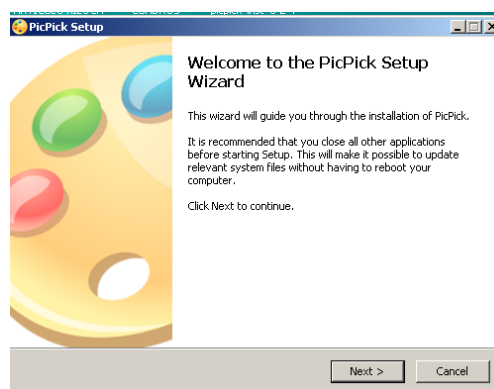 PicPick Setup
Welcome to the PicPick Setup
Wizard
This wizard will guide you through the installation of PicPick.
It is recommended that you close all other applications
before starting Setup. This will make it possible to update
relevant system files without having to reboot your
computer.
Click Next to continue.
Next >
Cancel